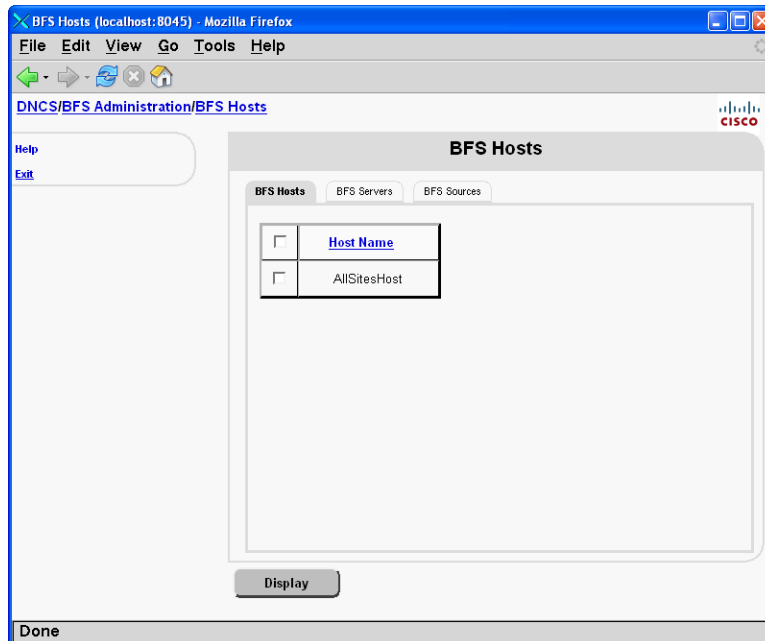 BFS Hosts (localhost:8045) - Mozilla Firefox
File Edit View Go Tools Help
DNCS/BFS Administration/BFS Hosts
CISCO
Help
Exit
BFS Hosts
BFS Hosts BFS Servers BFS Sources
Host Name
AllSitesHost
Display
Done